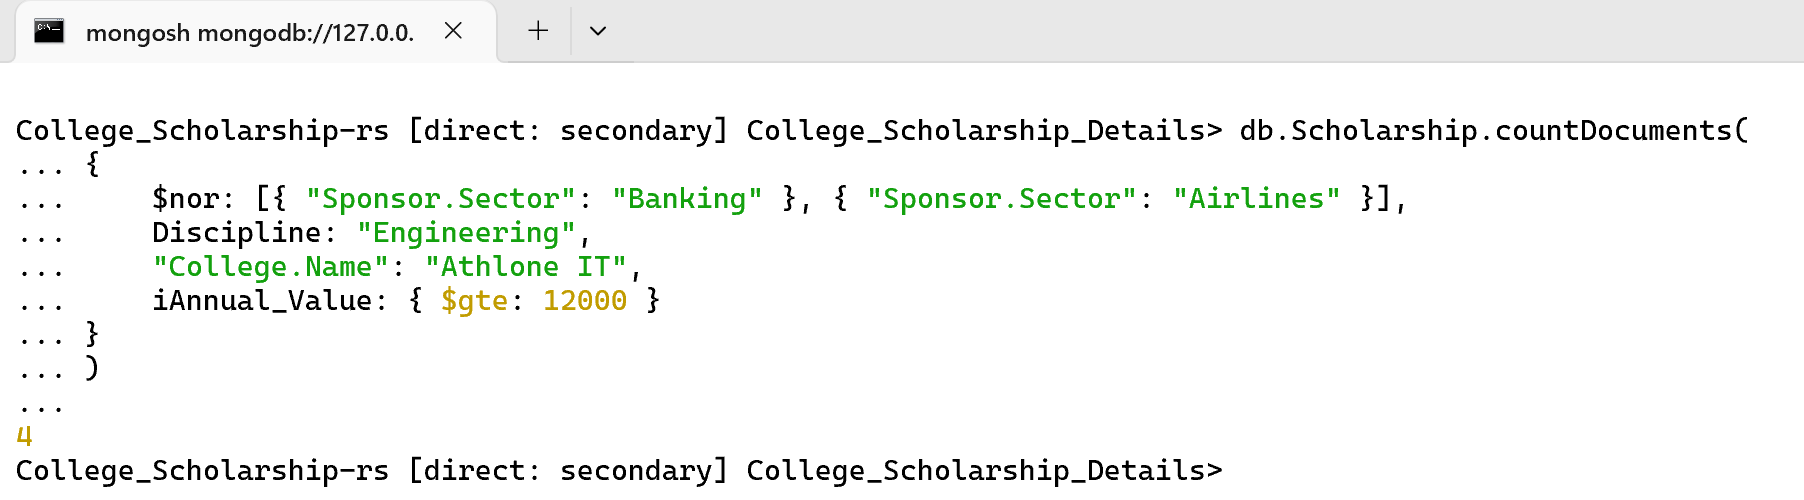 mongosh mongodb://127.0.0.
College_Scholarship-rs [direct: secondary] College_Scholarship_Details> db.Scholarship.countDocuments(
... {
...     $nor: [{ "Sponsor.Sector": "Banking" }, { "Sponsor.Sector": "Airlines" }],
...     Discipline: "Engineering",
...     "College.Name": "Athlone IT",
...     iAnnual_Value: { $gte: 12000 }
... }
... )
...
4
College_Scholarship-rs [direct: secondary] College_Scholarship_Details>